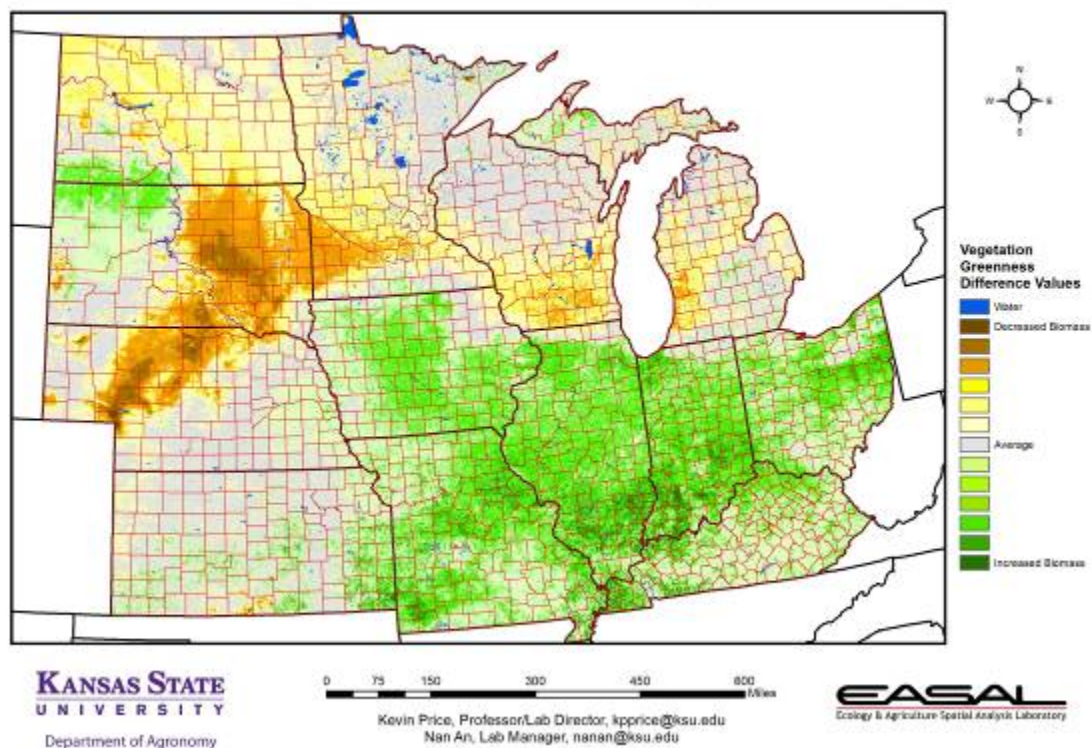 N
W
E
S
Vegetation
Greenness
Difference Values
Water
Decreased Biomass
Average
Increased Biomass
KANSAS STATE
UNIVERSITY
Department of Agronomy
0 75 150 300 450 600
Miles
Kevin Price, Professor/Lab Director, kpprice@ksu.edu
Nan An, Lab Manager, nanan@ksu.edu
EASAL
Ecology & Agriculture Spatial Analysis Laboratory